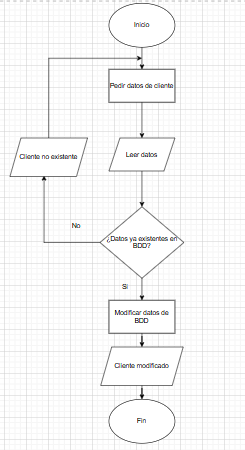 Inicio
Pedir datos de cliente
Cliente no existente
Leer datos
No
¿Datos ya existentes en
BDD?
Si
Modificar datos de
BDD
Cliente modificado
Fin